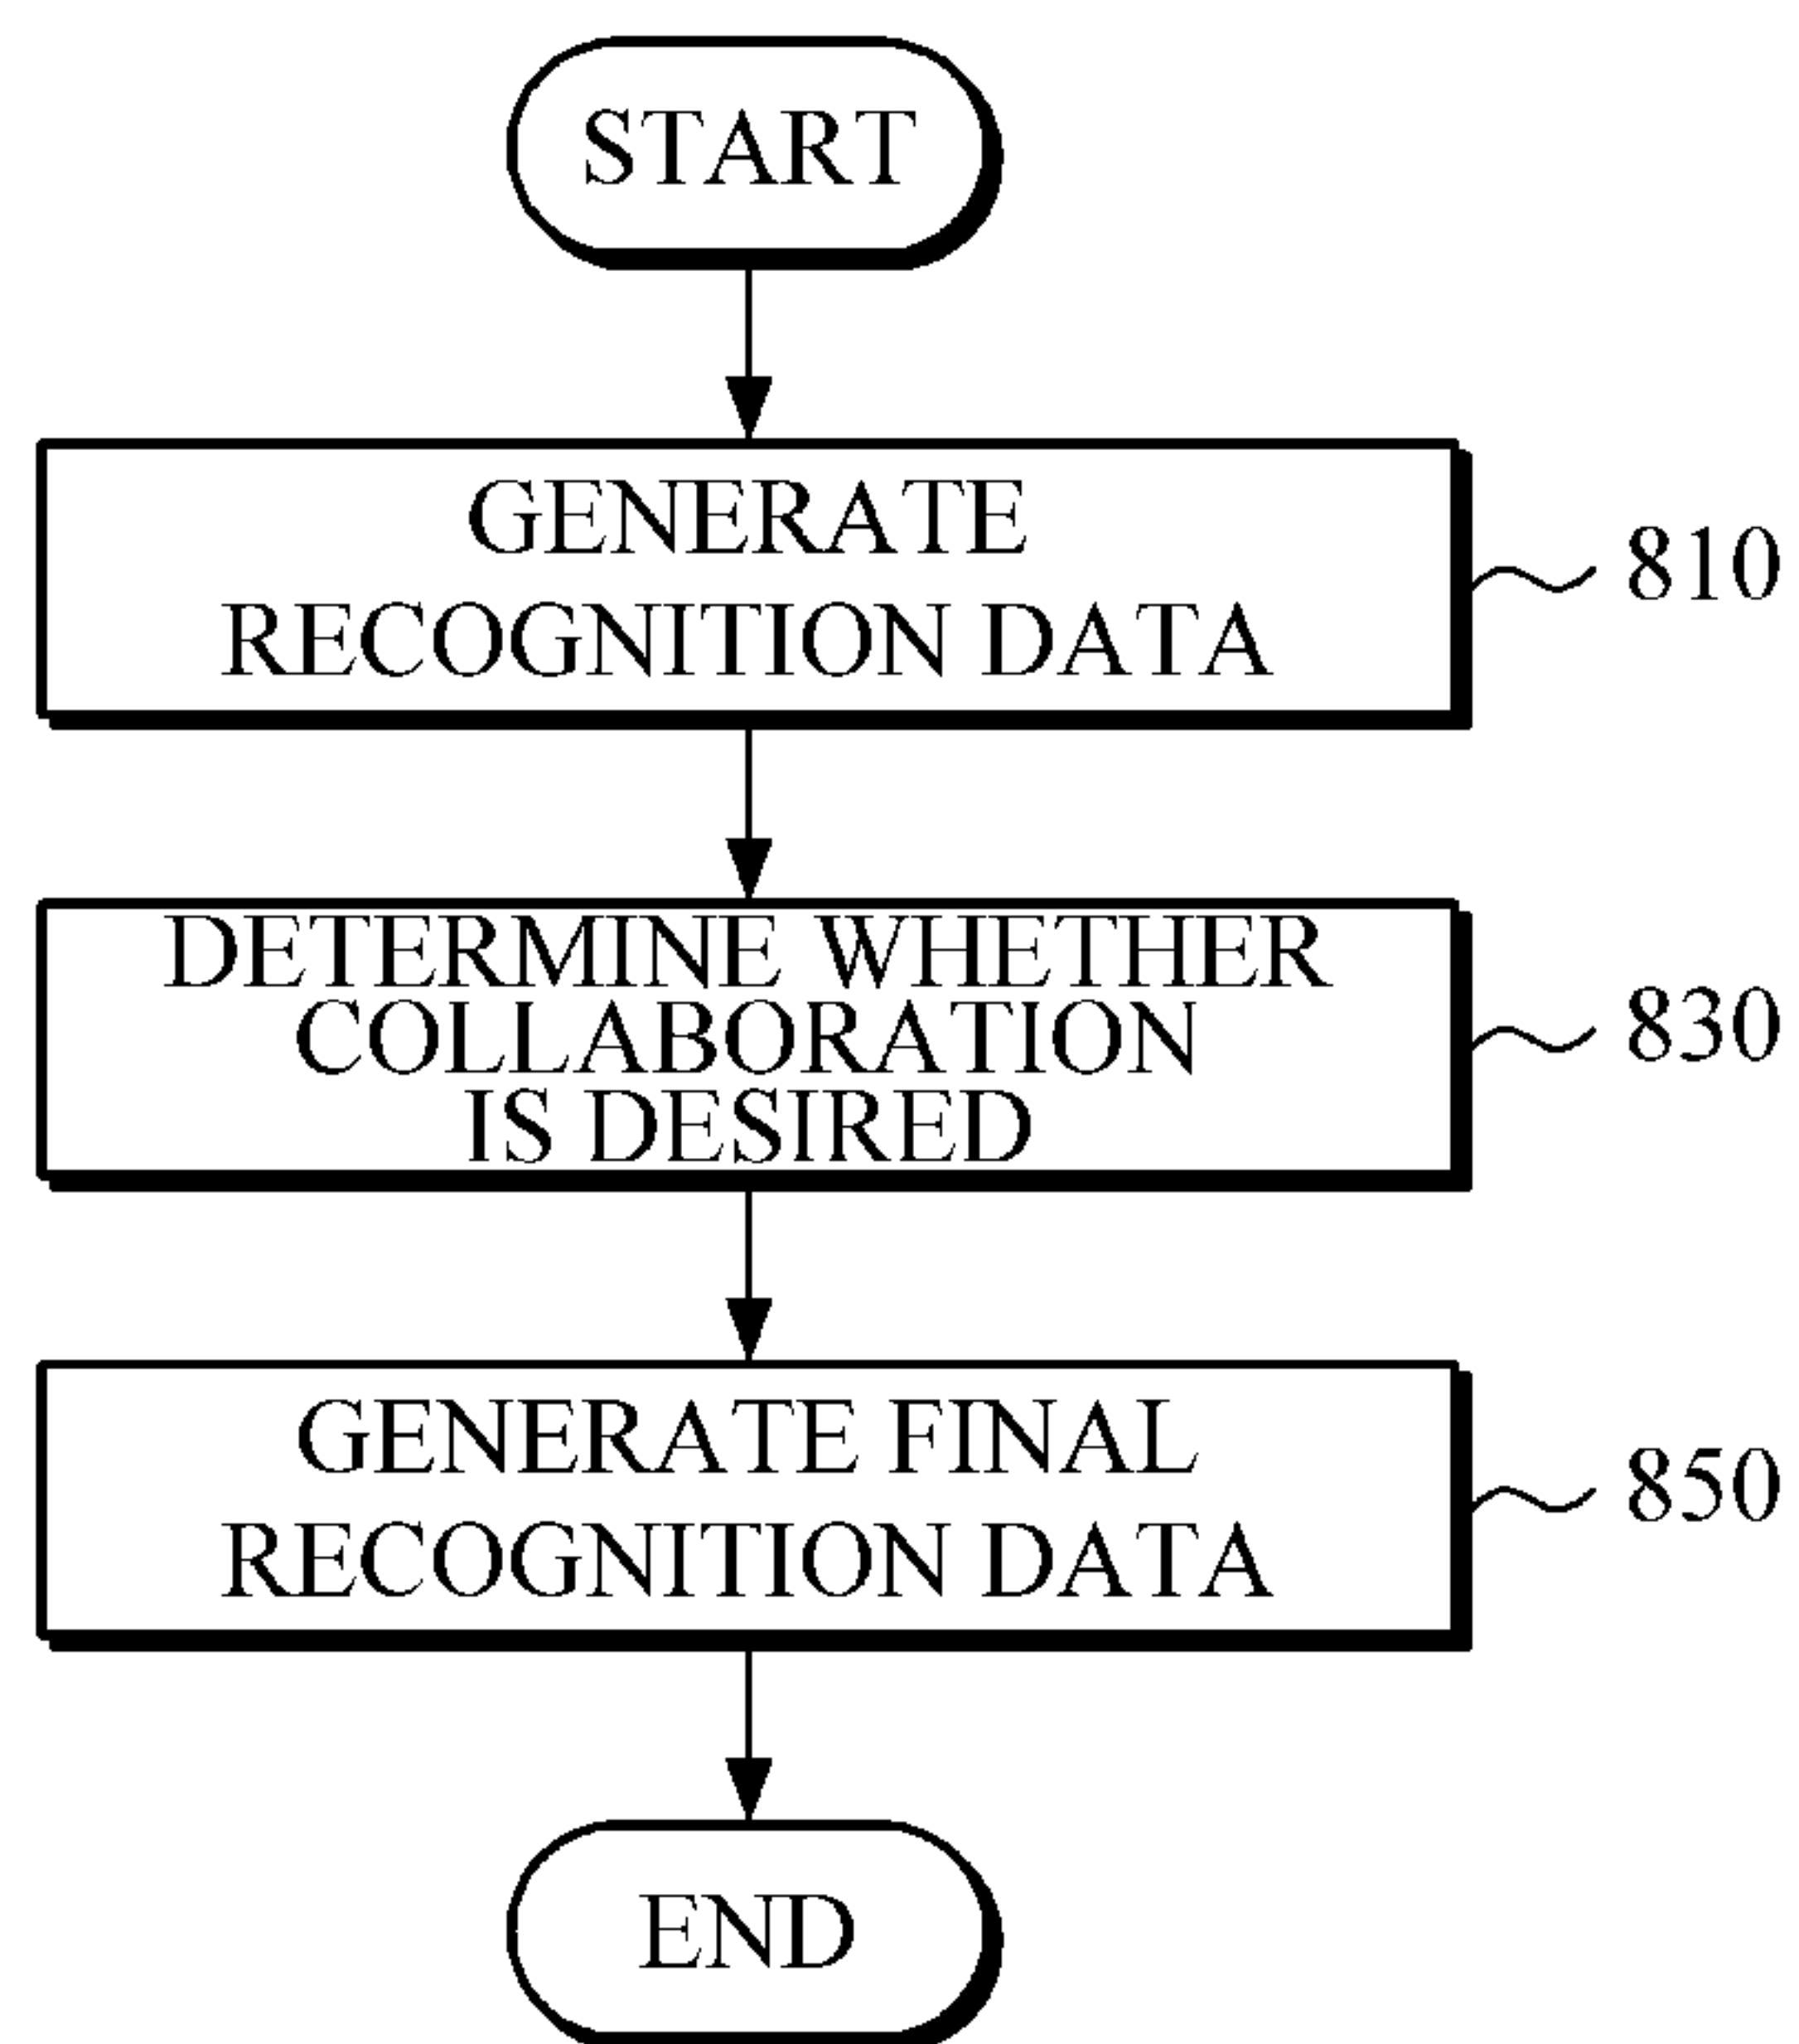 START
GENERATE
RECOGNITION DATA
810
DETERMINE WHETHER
COLLABORATION
IS DESIRED
830
GENERATE FINAL
RECOGNITION DATA
850
END